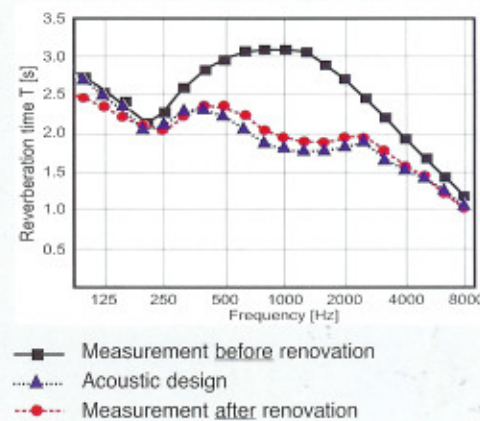 3.5
3.0
2.5
2.0
1.5
1.0
0.5
Reverberation time T [s]
125 250 500 1000 2000 4000 8000
Frequency [Hz]
Measurement before renovation
Acoustic design
Measurement after renovation